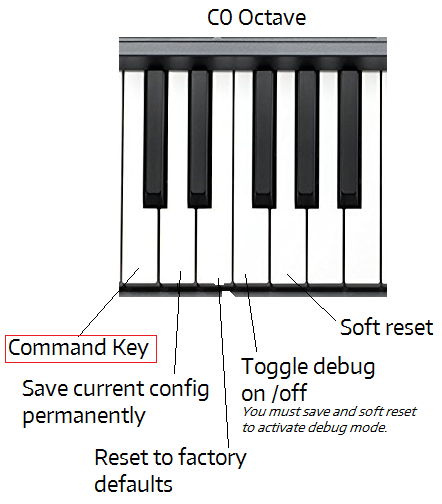 C0 Octave
Command Key
Save current config
permanently
Reset to factory
defaults
Toggle debug
on /off
You must save and soft reset
to activate debug mode.
Soft reset